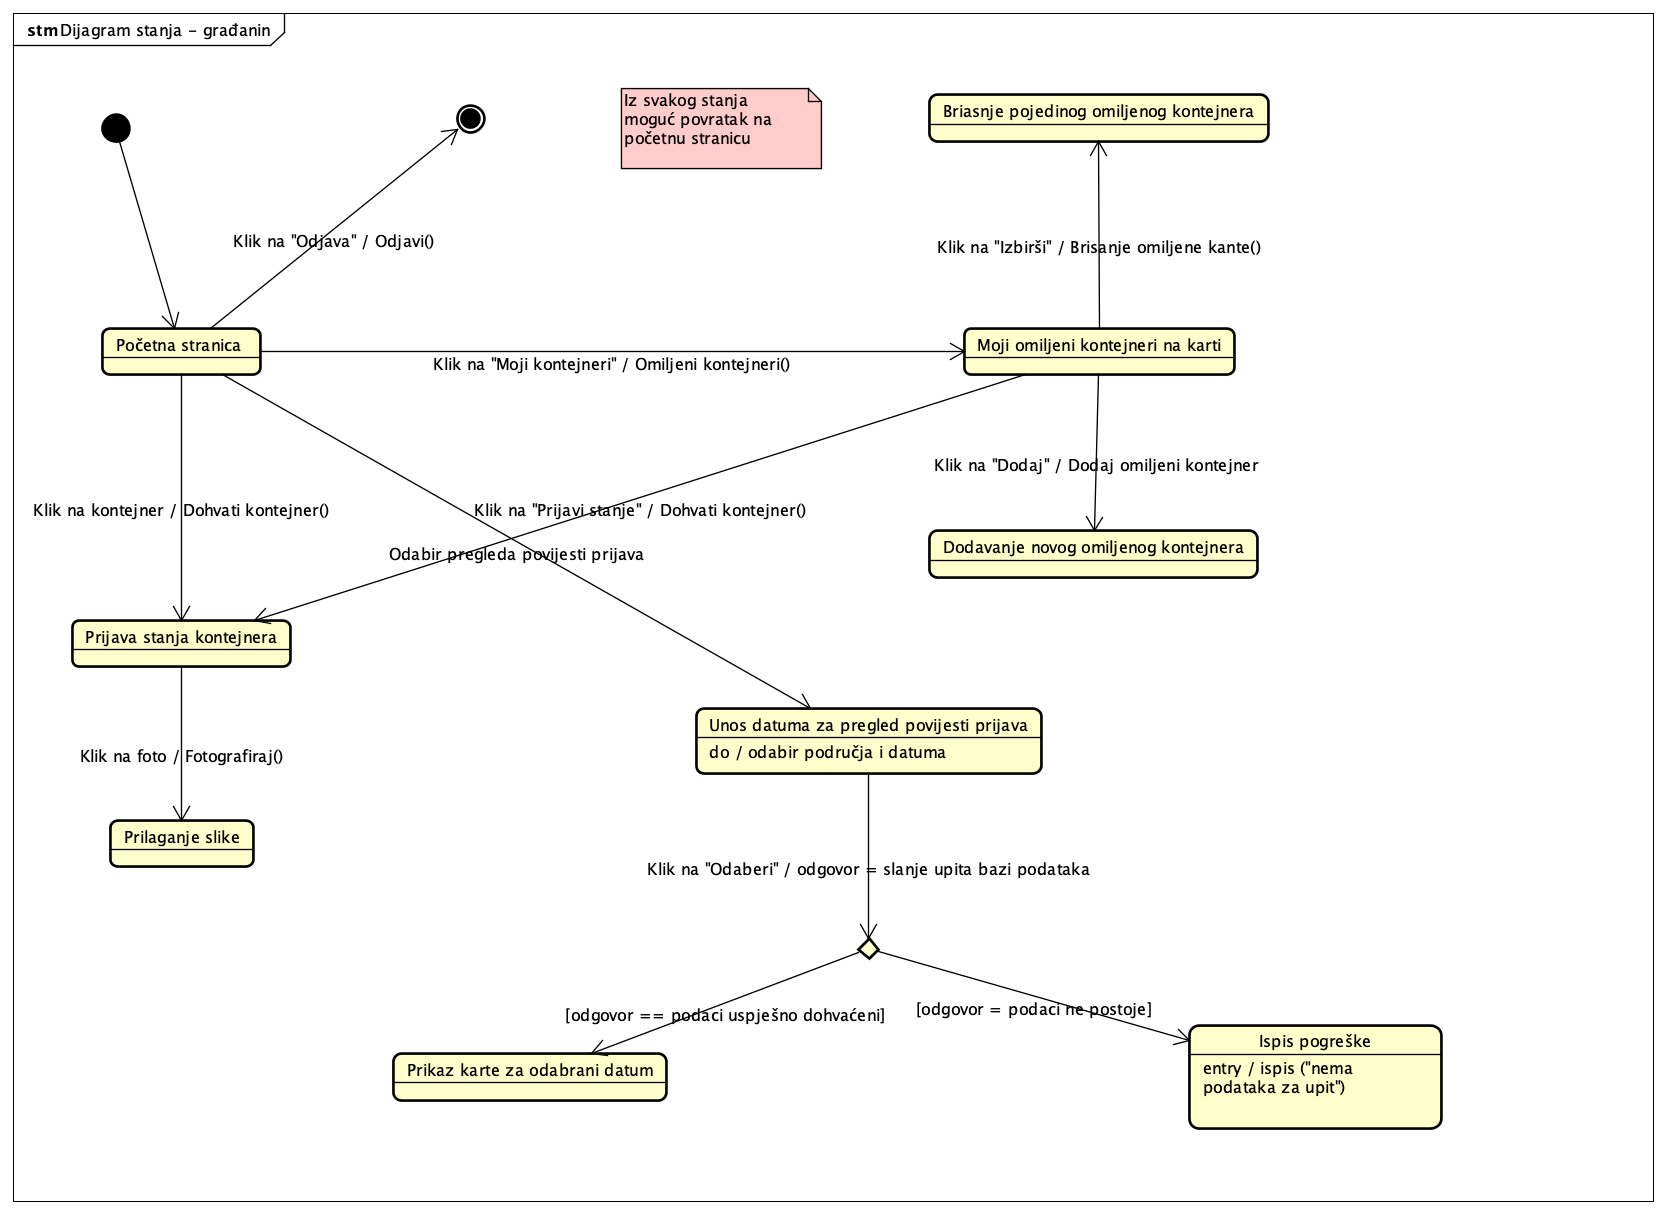 stm Dijagram stanja - građanin
Iz svakog stanja
moguć povratak na
početnu stranicu
Briasnje pojedinog omiljenog kontejnera
Klik na "Odjava" / Odjavi()
Klik na "Izbirši" / Brisanje omiljene kante()
Početna stranica
Moji omiljeni kontejneri na karti
Klik na "Moji kontejneri" / Omiljeni kontejneri()
Klik na "Dodaj" / Dodaj omiljeni kontejner
Klik na kontejner / Dohvati kontejner()
Klik na "Prijavi stanje" / Dohvati kontejner()
Odabir pregleda povijesti prijava
Dodavanje novog omiljenog kontejnera
Prijava stanja kontejnera
Unos datuma za pregled povijesti prijava
do / odabir područja i datuma
Klik na foto / Fotografiraj()
Prilaganje slike
Klik na "Odaberi" / odgovor = slanje upita bazi podataka
[odgovor == podaci uspješno dohvaćeni]
[odgovor = podaci ne postoje]
Prikaz karte za odabrani datum
Ispis pogreške
entry / ispis ("nema
podataka za upit")